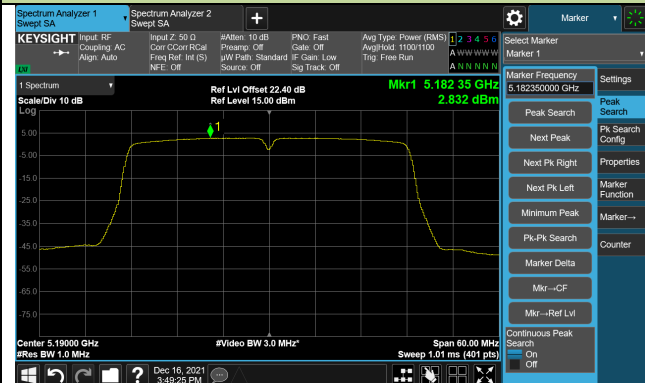 Spectrum Analyzer 1
Swept SA
Spectrum Analyzer 2
Swept SA
+
Marker
KEYSIGHT
Input: RF
Coupling: AC
Align: Auto
Input Z: 50 Ω
Corr CCorr RCal
Freq Ref: Int (S)
NFE: Off
#Atten: 10 dB
Preamp: Off
µW Path: Standard
Source: Off
PNO: Fast
Gate: Off
IF Gain: Low
Sig Track: Off
Avg Type: Power (RMS)
Avg|Hold: 1100/1100
Trig: Free Run
1 2 3 4 5 6
A W W W W W
A N N N N N
LXI
Select Marker
Marker 1
1 Spectrum
Scale/Div 10 dB
Ref Lvl Offset 22.40 dB
Ref Level 15.00 dBm
Mkr1 5.182 35 GHz
2.832 dBm
Log
1
5.00
-5.00
-15.0
-25.0
-35.0
-45.0
-55.0
-65.0
-75.0
Center 5.19000 GHz
#Res BW 1.0 MHz
#Video BW 3.0 MHz*
Span 60.00 MHz
Sweep 1.01 ms (401 pts)
Marker Frequency
5.182350000 GHz
Peak Search
Next Peak
Next Pk Right
Next Pk Left
Minimum Peak
Pk-Pk Search
Marker Delta
Mkr→CF
Mkr→Ref Lvl
Continuous Peak
Search
On
Off
Settings
Peak
Search
Pk Search
Config
Properties
Marker
Function
Marker→
Counter
?
Dec 16, 2021
3:49:25 PM